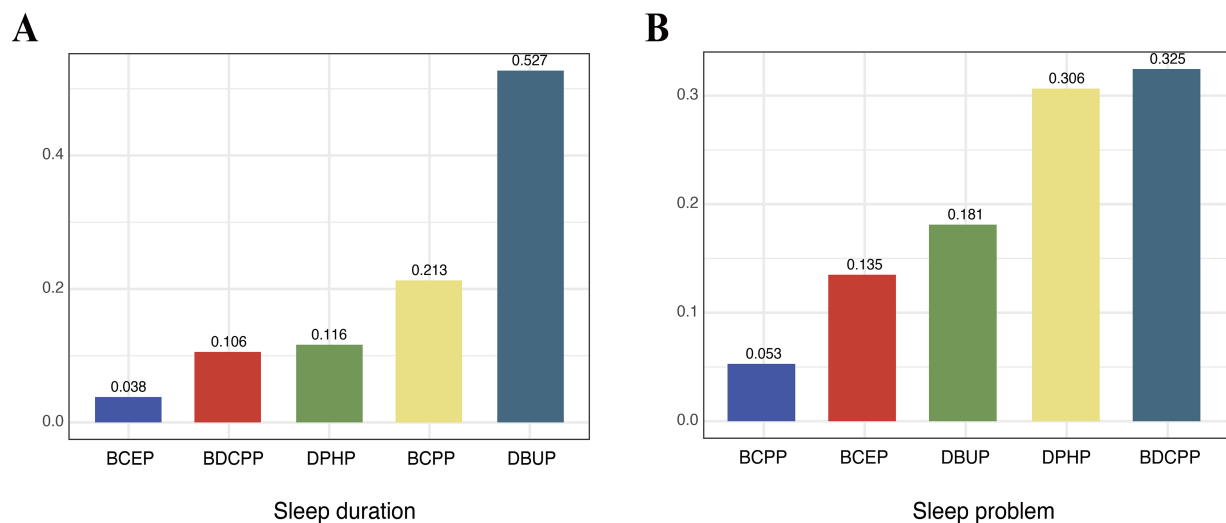 A
0.527
0.4
0.213
0.2
0.116
0.106
0.038
0.0
BCEP BDCPP DPHP BCPP DBUP
Sleep duration
B
0.325
0.306
0.3
0.2
0.181
0.135
0.1
0.053
0.0
BCPP BCEP DBUP DPHP BDCPP
Sleep problem